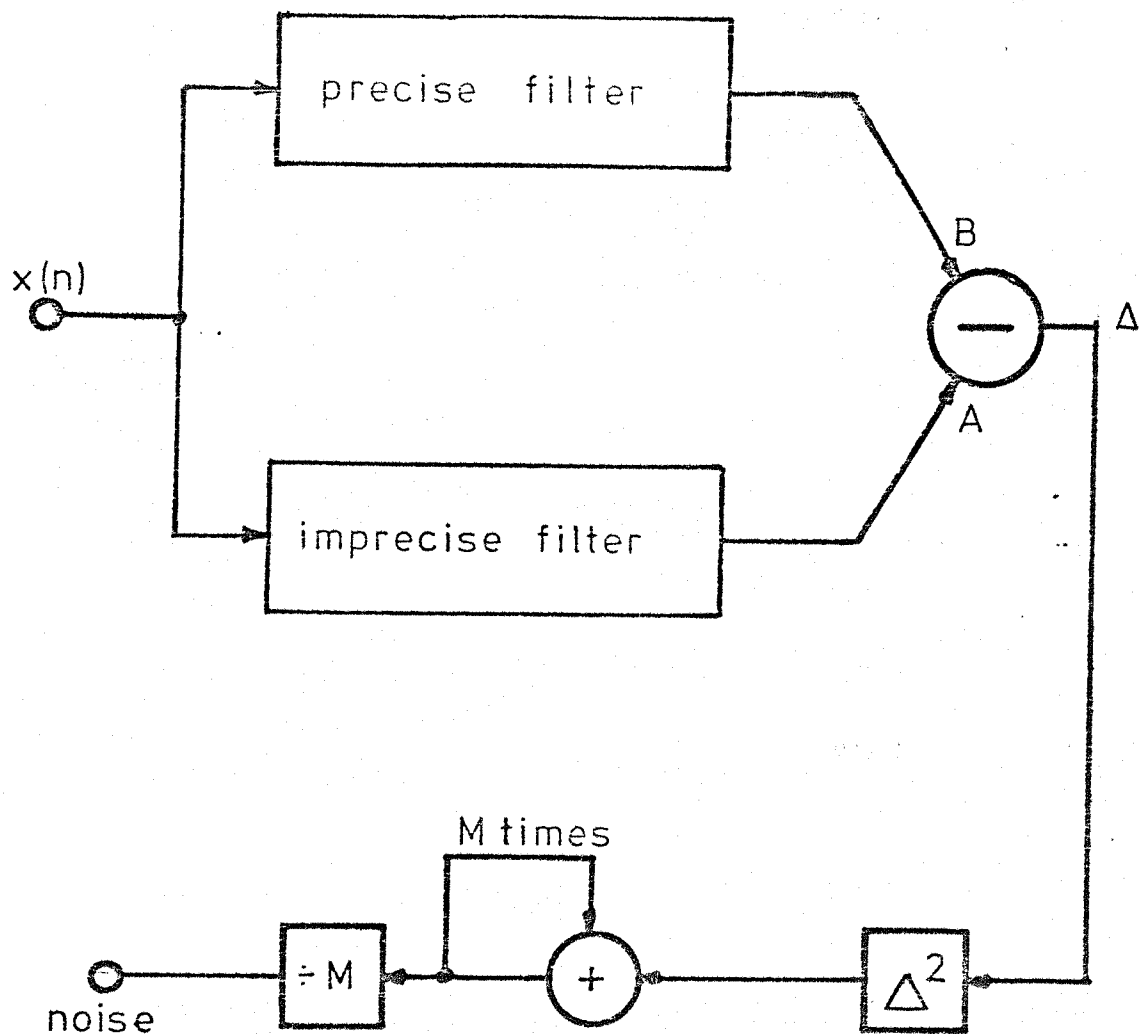 precise filter
x(n)
B
−
Δ
A
imprecise filter
M times
÷ M
+
Δ²
noise